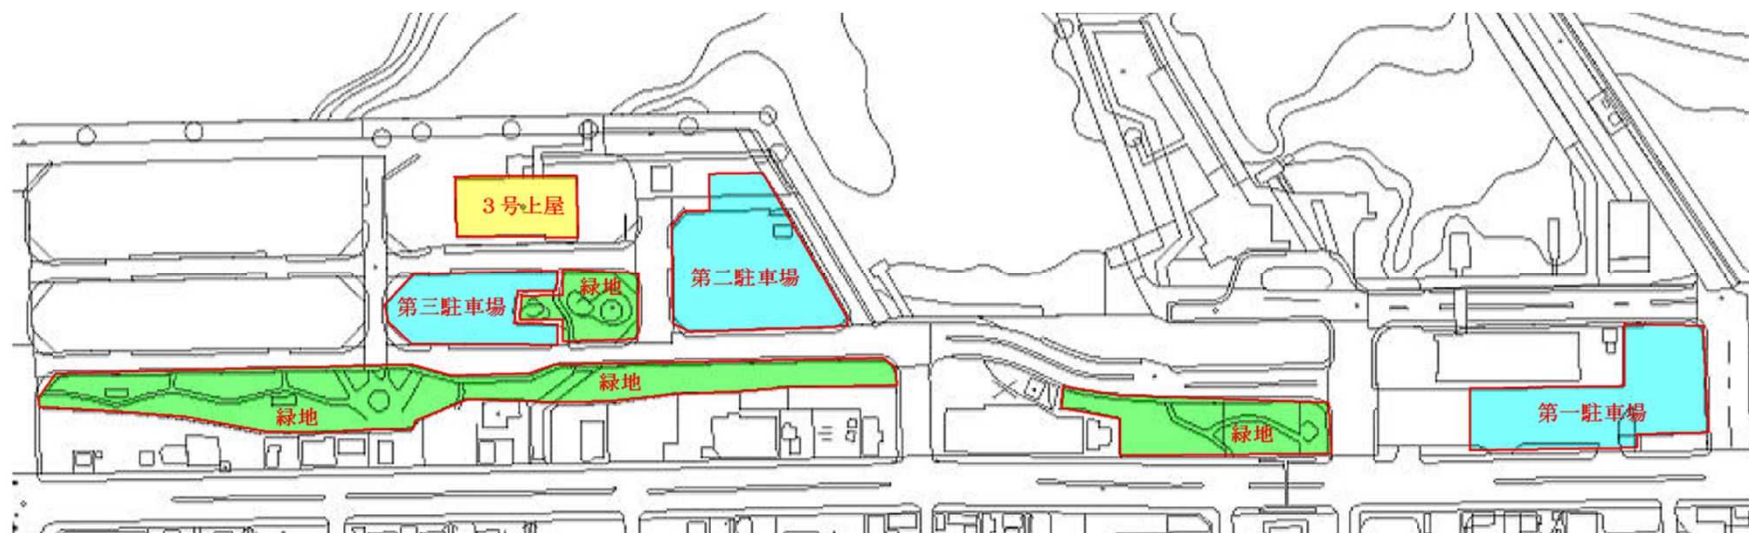 3号上屋
第二駐車場
緑地
第三駐車場
緑地
緑地
第一駐車場
緑地